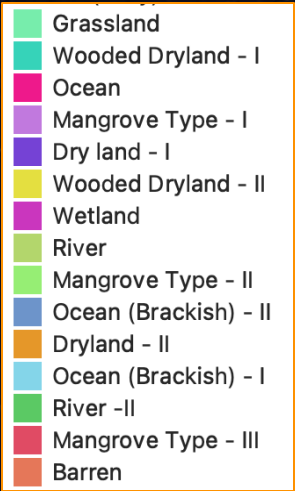 Grassland
Wooded Dryland - I
Ocean
Mangrove Type - I
Dry land - I
Wooded Dryland - II
Wetland
River
Mangrove Type - II
Ocean (Brackish) - II
Dryland - II
Ocean (Brackish) - I
River -II
Mangrove Type - III
Barren